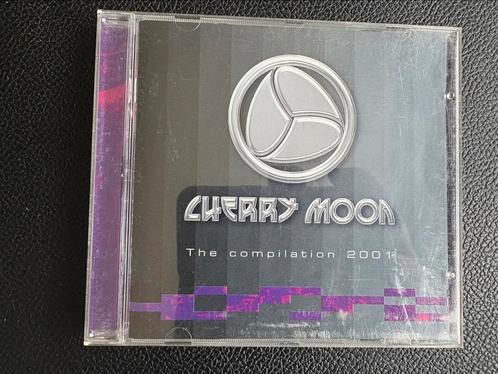 CHERRY MOON
The compilation 2001